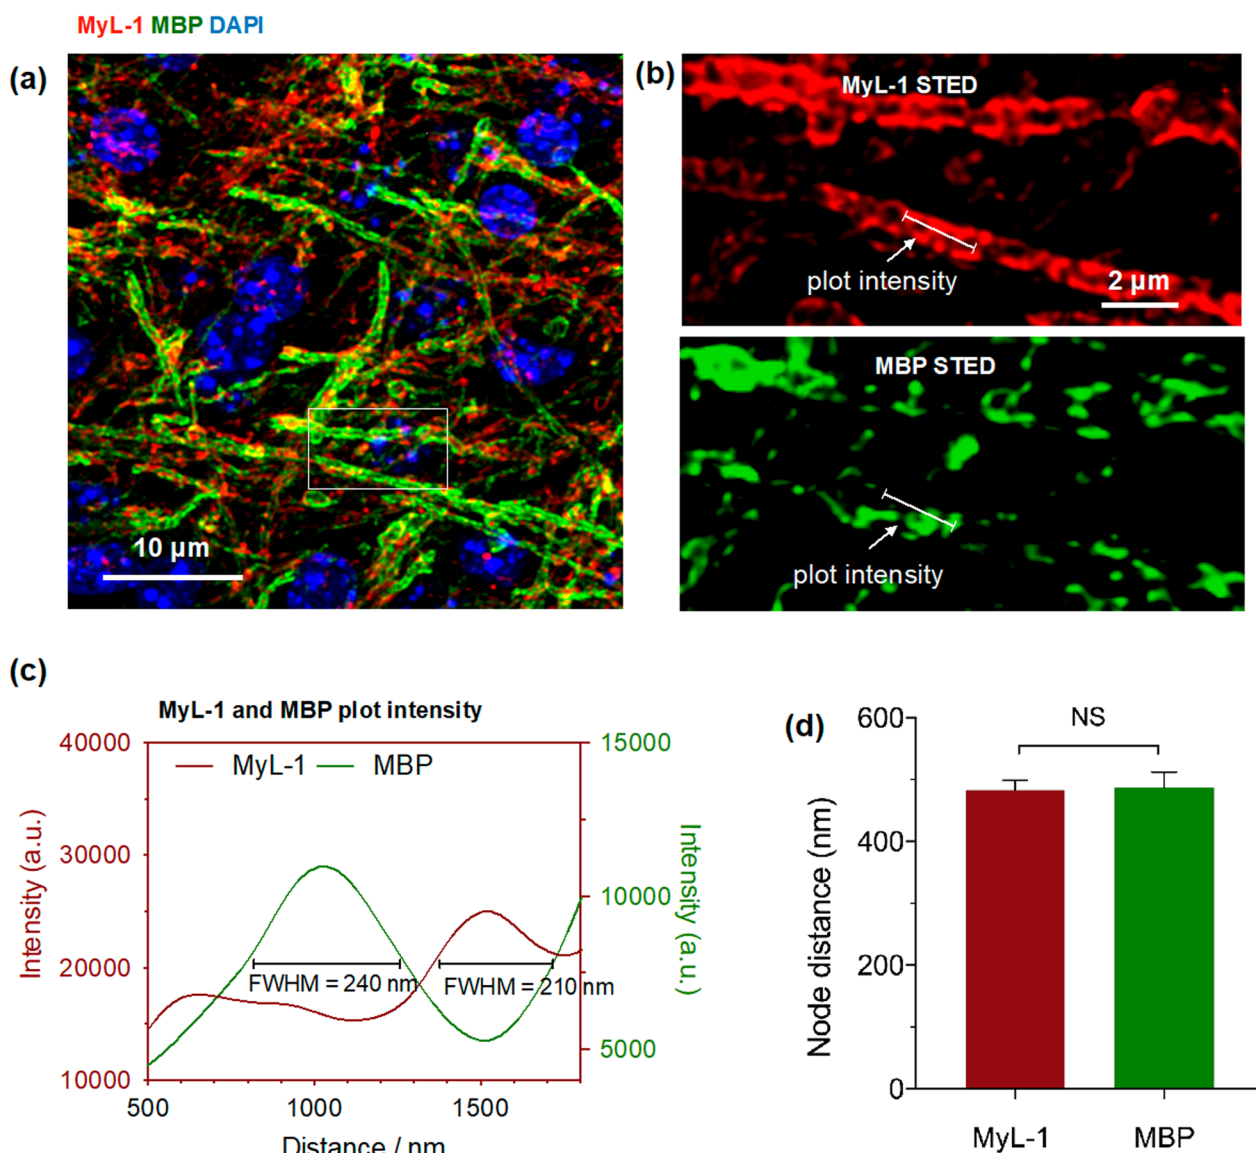 MyL-1 MBP DAPI
(a)
10 µm
(b)
MyL-1 STED
plot intensity
2 µm
MBP STED
plot intensity
(c)
MyL-1 and MBP plot intensity
MyL-1 MBP
40000
30000
20000
10000
Intensity (a.u.)
FWHM = 240 nm
FWHM = 210 nm
15000
10000
5000
Intensity (a.u.)
500 1000 1500
Distance / nm
(d)
NS
600
400
200
0
Node distance (nm)
MyL-1 MBP